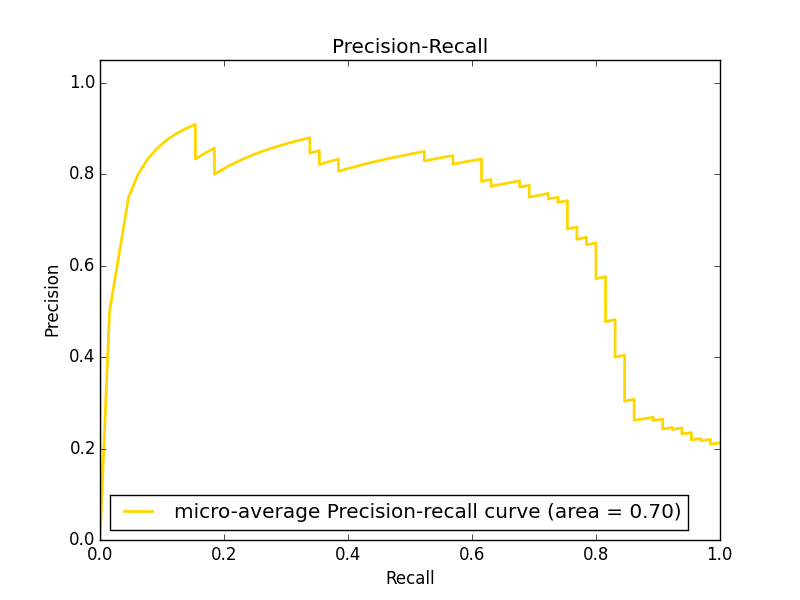 Precision-Recall
1.0
0.8
0.6
0.4
0.2
0.0
Precision
micro-average Precision-recall curve (area = 0.70)
0.0 0.2 0.4 0.6 0.8 1.0
Recall